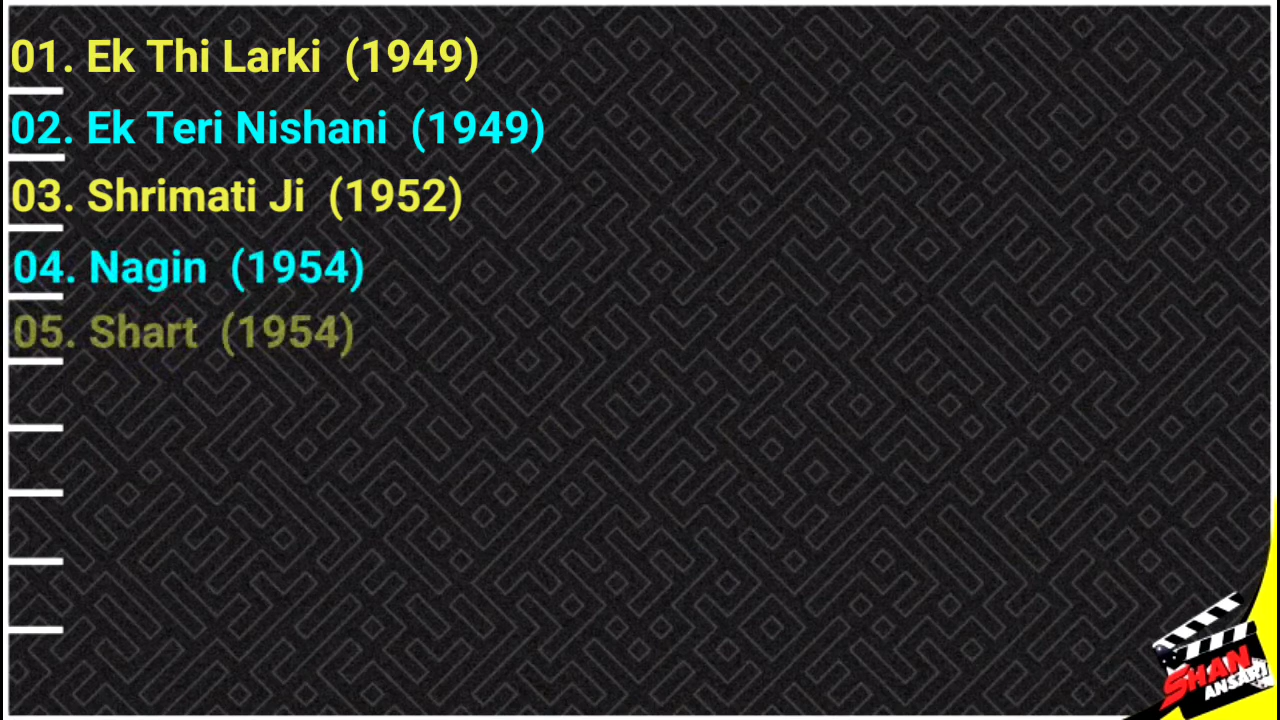 01. Ek Thi Larki (1949)
02. Ek Teri Nishani (1949)
03. Shrimati Ji (1952)
04. Nagin (1954)
05. Shart (1954)
SHAN
ANSARI